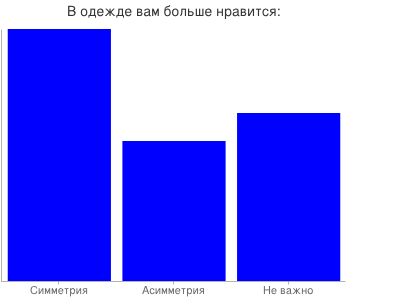 В одежде вам больше нравится:
Симметрия
Асимметрия
Не важно